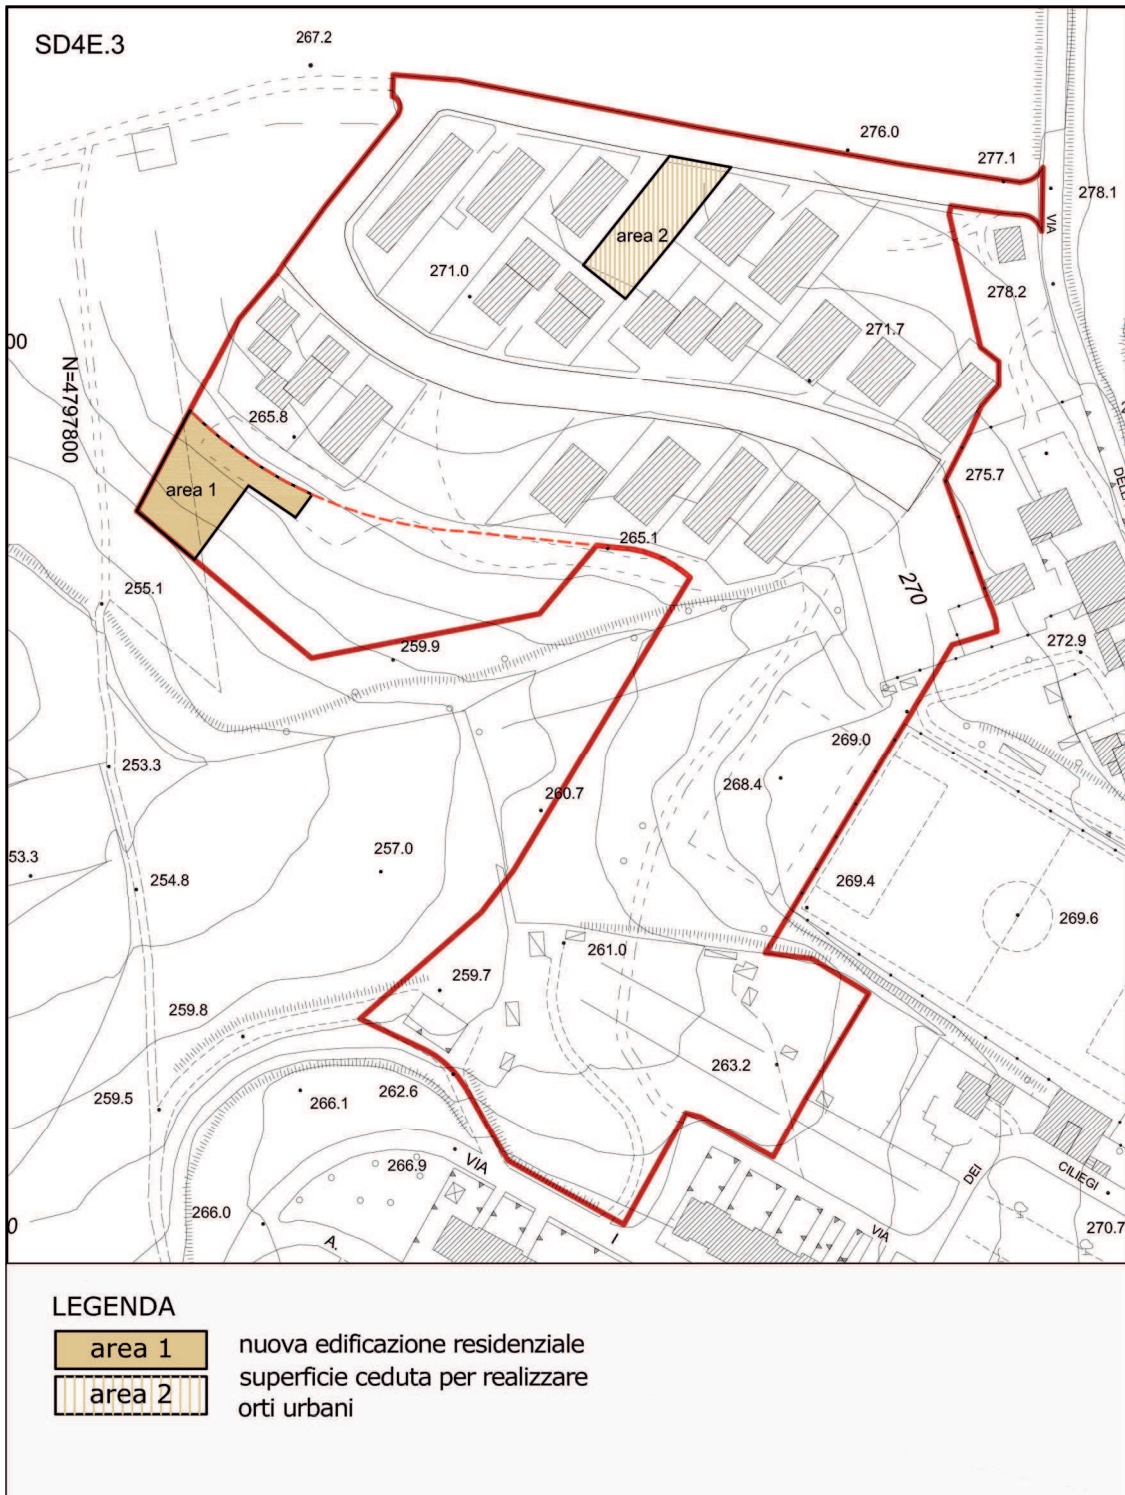 SD4E.3
267.2
276.0
277.1
278.1
VIA
area 2
271.0
278.2
271.7
00
N=4797800
265.8
275.7
area 1
265.1
270
255.1
259.9
272.9
253.3
269.0
268.4
260.7
257.0
53.3
254.8
269.4
269.6
261.0
259.7
259.8
263.2
262.6
259.5
266.1
266.9
VIA
DEI
CILIEGI
266.0
0
A.
I
VIA
270.7
LEGENDA
area 1
nuova edificazione residenziale
area 2
superficie ceduta per realizzare
orti urbani